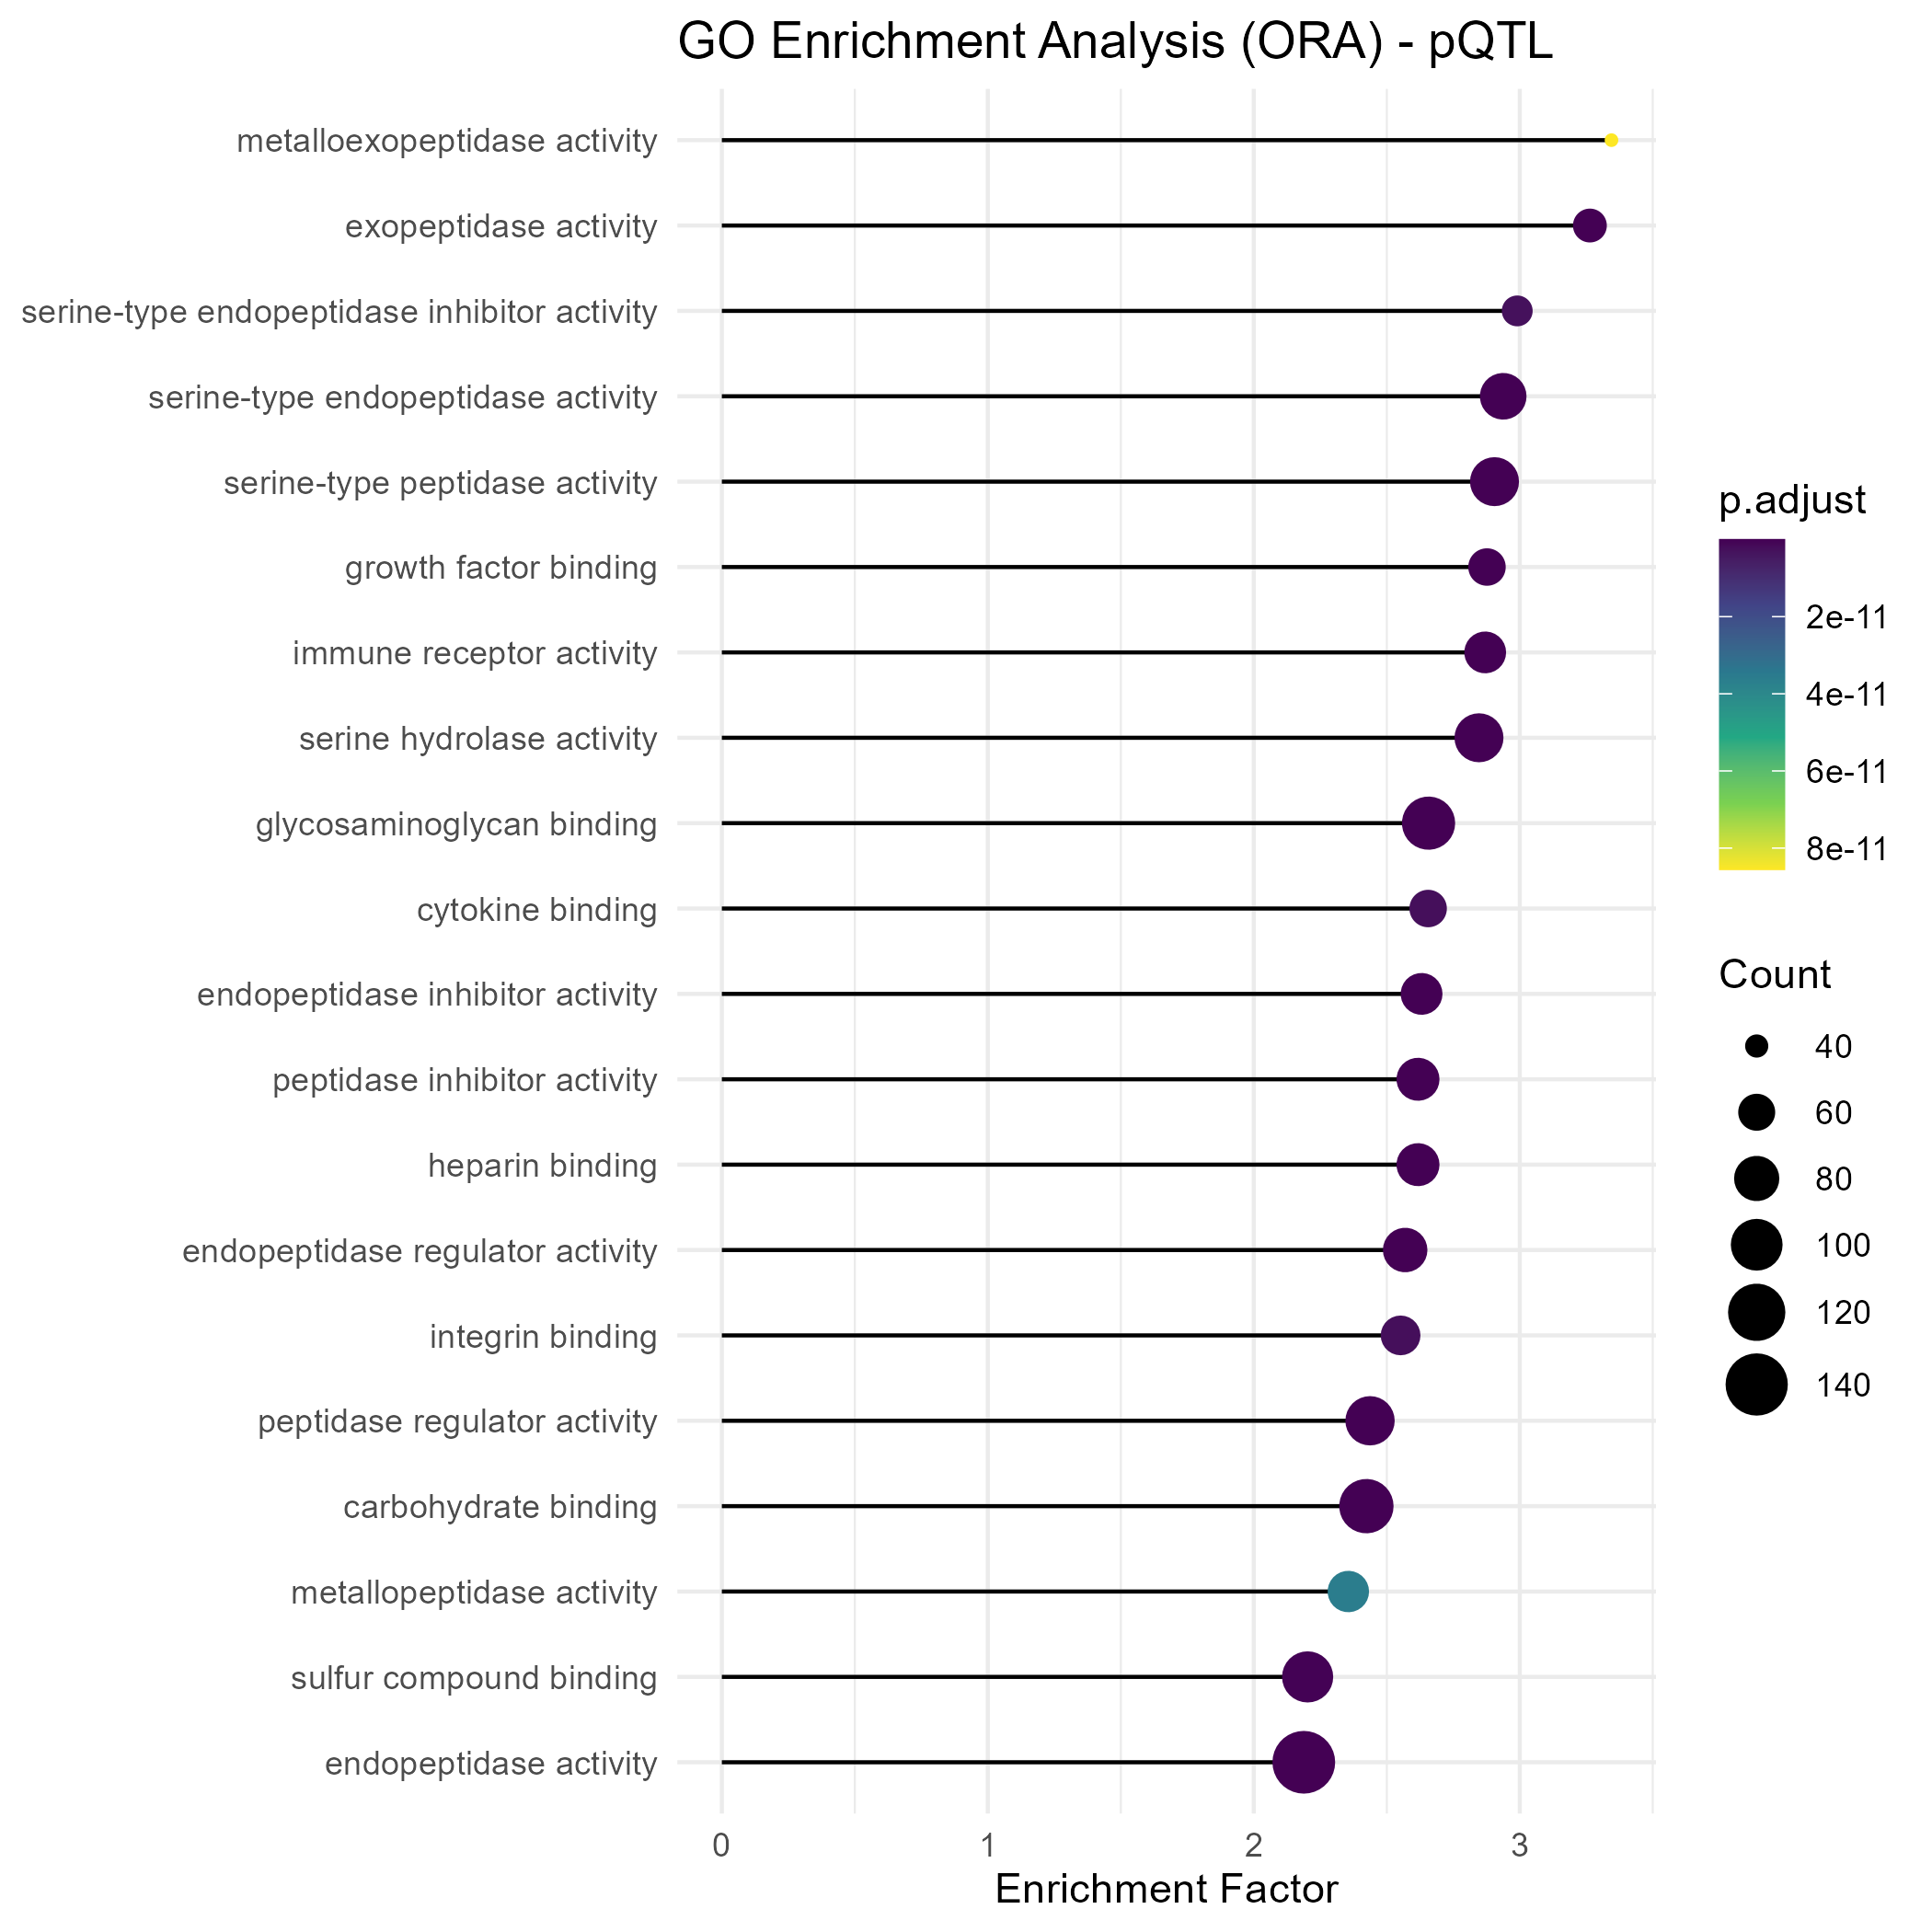 GO Enrichment Analysis (ORA) - pQTL
metalloexopeptidase activity
exopeptidase activity
serine-type endopeptidase inhibitor activity
serine-type endopeptidase activity
serine-type peptidase activity
growth factor binding
immune receptor activity
serine hydrolase activity
glycosaminoglycan binding
cytokine binding
endopeptidase inhibitor activity
peptidase inhibitor activity
heparin binding
endopeptidase regulator activity
integrin binding
peptidase regulator activity
carbohydrate binding
metallopeptidase activity
sulfur compound binding
endopeptidase activity
0 1 2 3
Enrichment Factor
p.adjust
2e-11
4e-11
6e-11
8e-11
Count
40
60
80
100
120
140